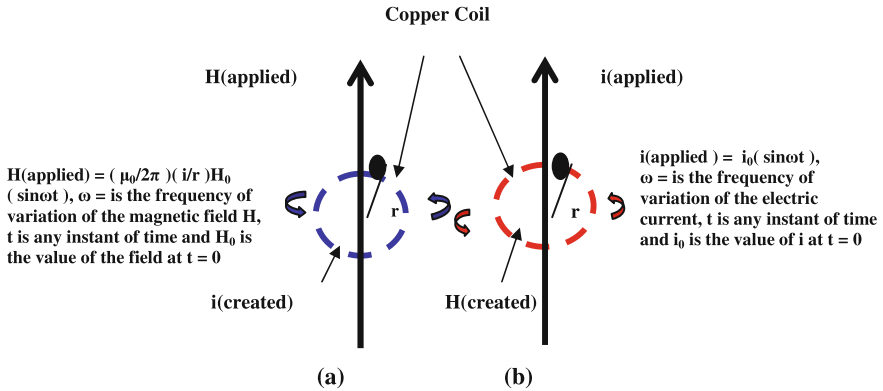 Copper Coil
H(applied)
i(applied)
H(applied) = ( μ₀/2π )( i/r )H₀
( sinωt ), ω = is the frequency of
variation of the magnetic field H,
t is any instant of time and H₀ is
the value of the field at t = 0
r
i(created)
r
H(created)
i(applied ) = i₀( sinωt ),
ω = is the frequency of
variation of the electric
current, t is any instant of time
and i₀ is the value of i at t = 0
(a)
(b)